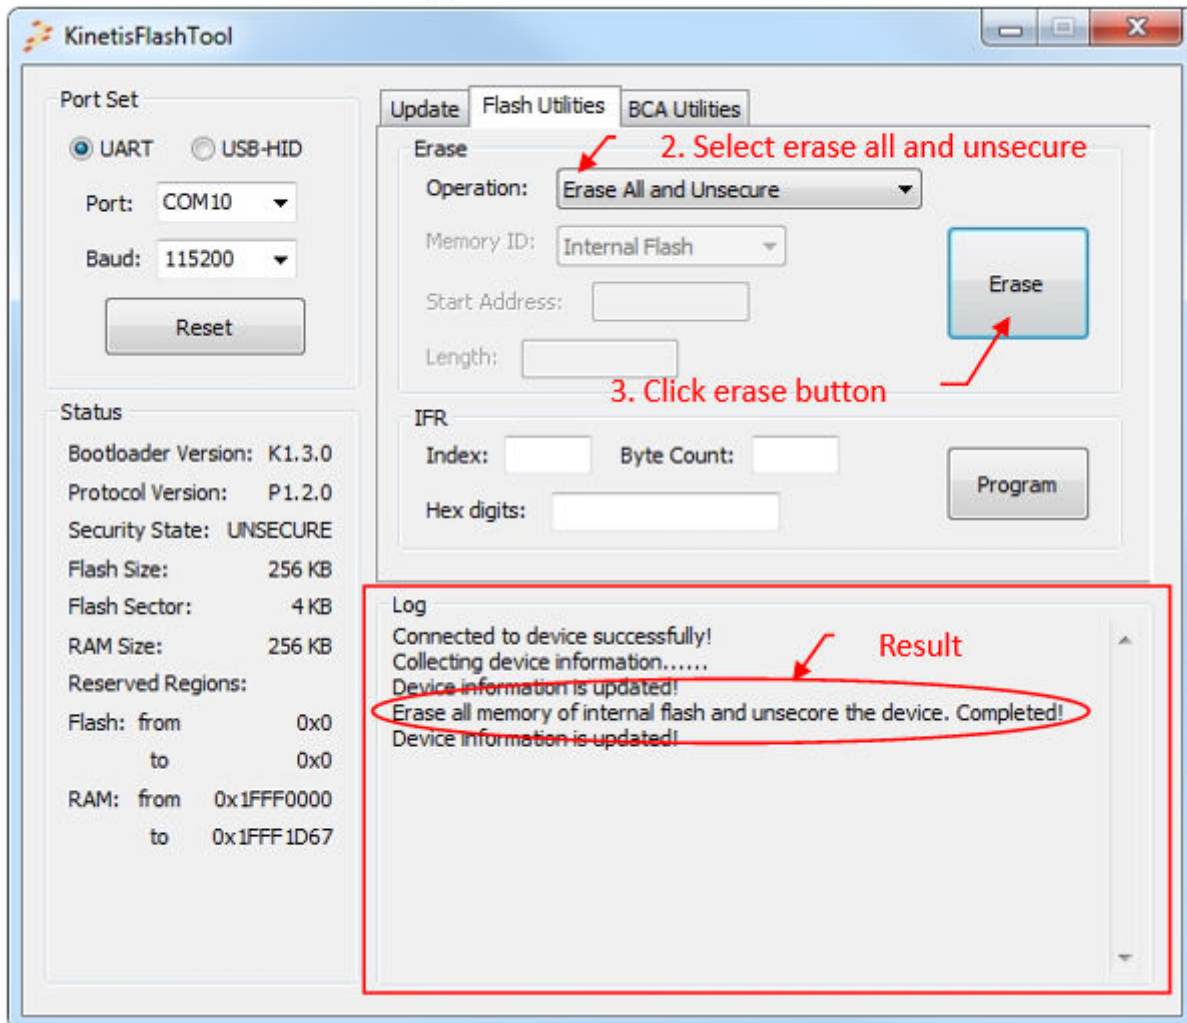 KinetisFlashTool
Port Set
UART USB-HID
Port: COM10
Baud: 115200
Reset
Status
Bootloader Version: K1.3.0
Protocol Version: P1.2.0
Security State: UNSECURE
Flash Size: 256 KB
Flash Sector: 4 KB
RAM Size: 256 KB
Reserved Regions:
Flash: from 0x0
to 0x0
RAM: from 0x1FFF0000
to 0x1FFF1D67
Update Flash Utilities BCA Utilities
Erase
2. Select erase all and unsecure
Operation: Erase All and Unsecure
Memory ID: Internal Flash
Start Address:
Length:
Erase
3. Click erase button
IFR
Index: Byte Count:
Hex digits:
Program
Log
Connected to device successfully!
Collecting device information......
Device information is updated!
Erase all memory of internal flash and unsecore the device. Completed!
Device information is updated!
Result